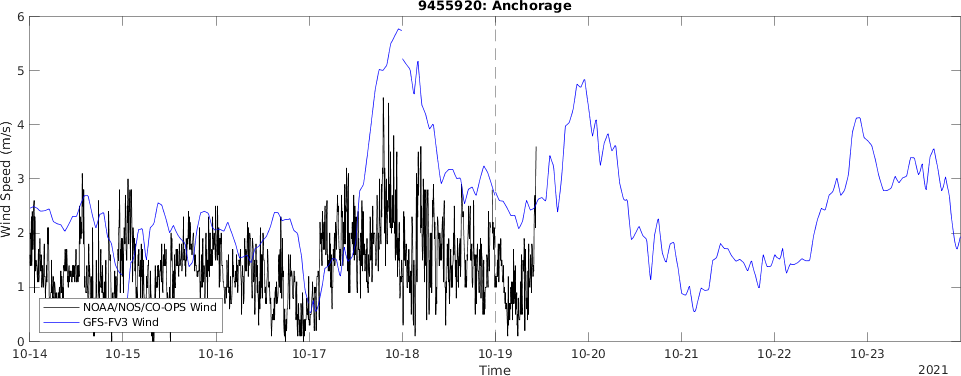 9455920: Anchorage
6
5
4
3
2
1
0
Wind Speed (m/s)
NOAA/NOS/CO-OPS Wind
GFS-FV3 Wind
10-14 10-15 10-16 10-17 10-18 10-19 10-20 10-21 10-22 10-23
Time
2021